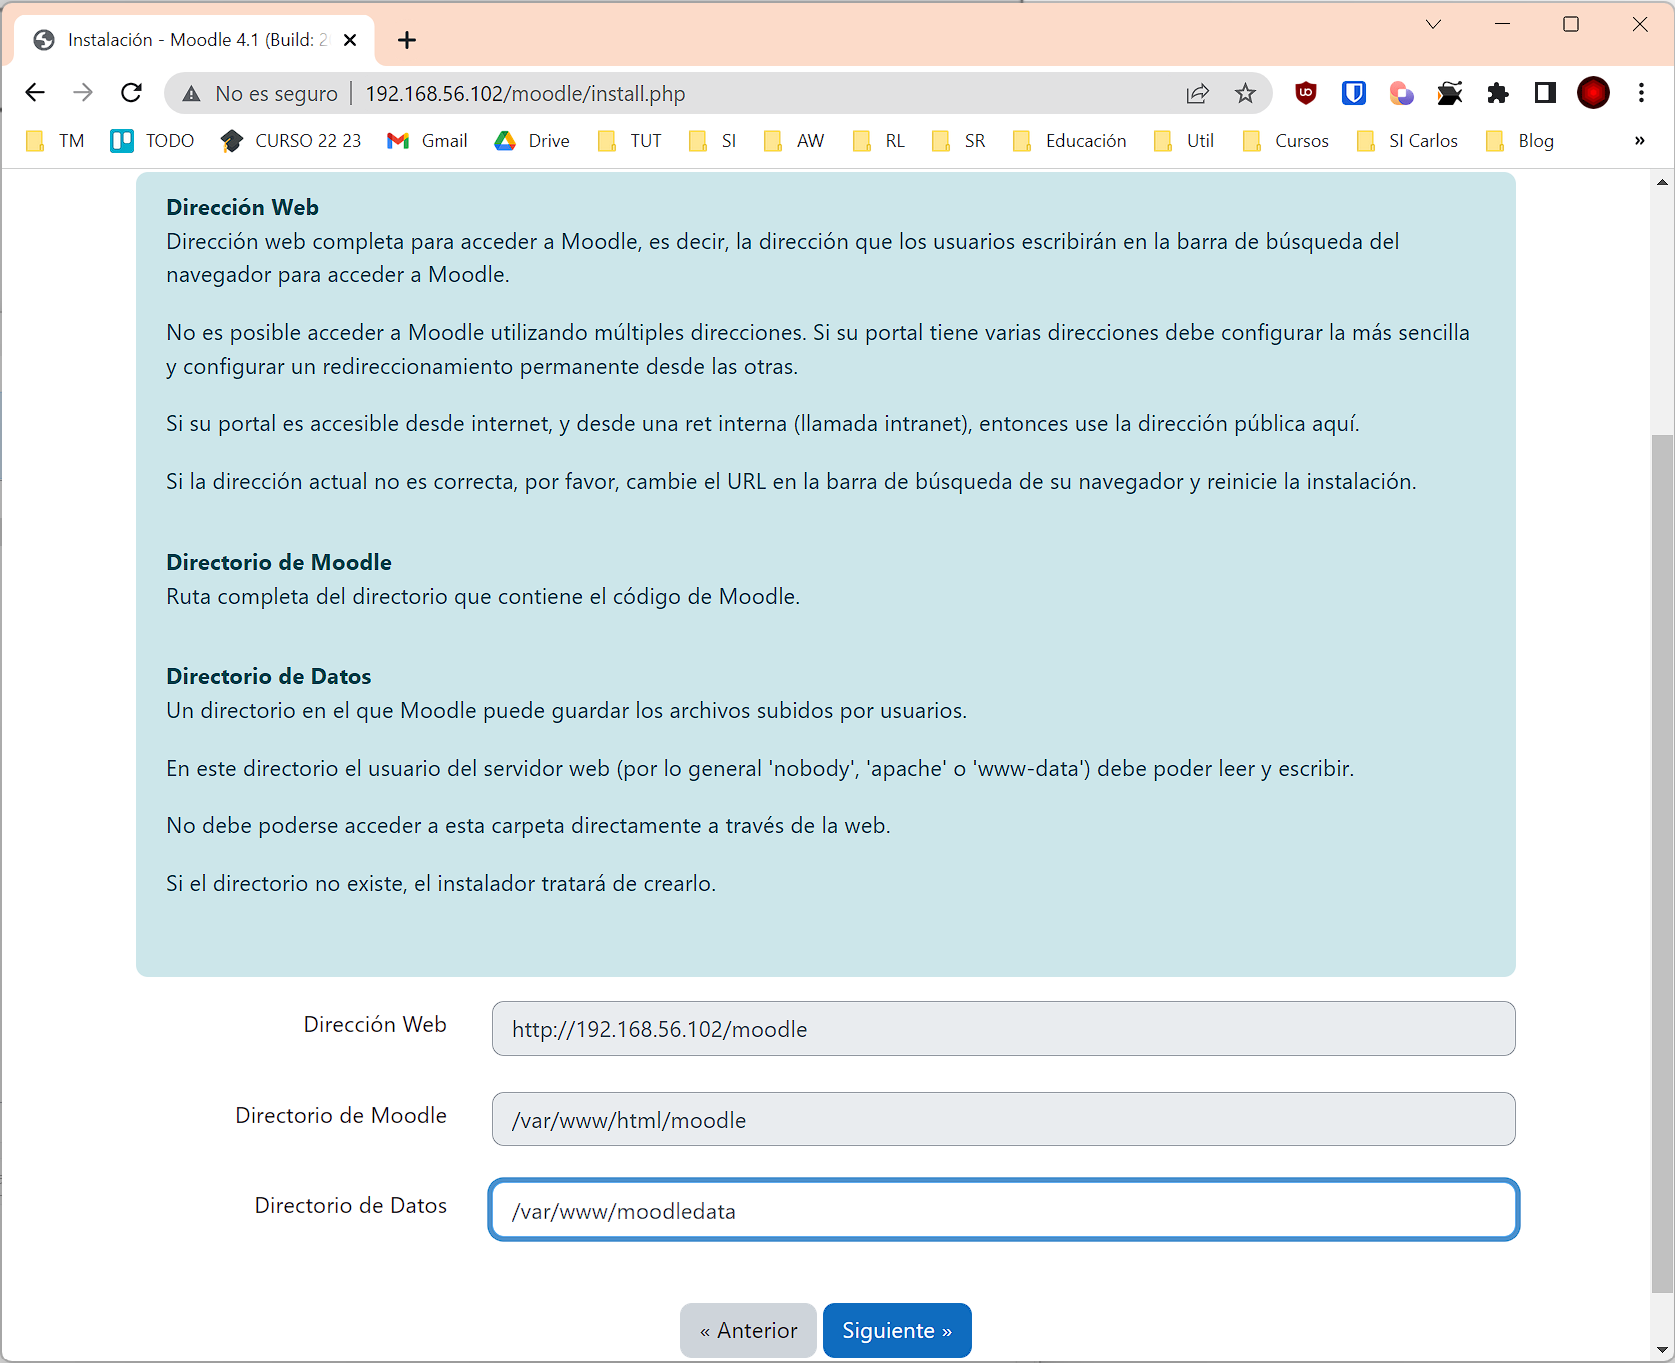 Instalación - Moodle 4.1 (Build: 2
No es seguro | 192.168.56.102/moodle/install.php
TM TODO CURSO 22 23 Gmail Drive TUT SI AW RL SR Educación Util Cursos SI Carlos Blog »
Dirección Web
Dirección web completa para acceder a Moodle, es decir, la dirección que los usuarios escribirán en la barra de búsqueda del
navegador para acceder a Moodle.
No es posible acceder a Moodle utilizando múltiples direcciones. Si su portal tiene varias direcciones debe configurar la más sencilla
y configurar un redireccionamiento permanente desde las otras.
Si su portal es accesible desde internet, y desde una ret interna (llamada intranet), entonces use la dirección pública aquí.
Si la dirección actual no es correcta, por favor, cambie el URL en la barra de búsqueda de su navegador y reinicie la instalación.
Directorio de Moodle
Ruta completa del directorio que contiene el código de Moodle.
Directorio de Datos
Un directorio en el que Moodle puede guardar los archivos subidos por usuarios.
En este directorio el usuario del servidor web (por lo general 'nobody', 'apache' o 'www-data') debe poder leer y escribir.
No debe poderse acceder a esta carpeta directamente a través de la web.
Si el directorio no existe, el instalador tratará de crearlo.
Dirección Web http://192.168.56.102/moodle
Directorio de Moodle /var/www/html/moodle
Directorio de Datos /var/www/moodledata
« Anterior Siguiente »